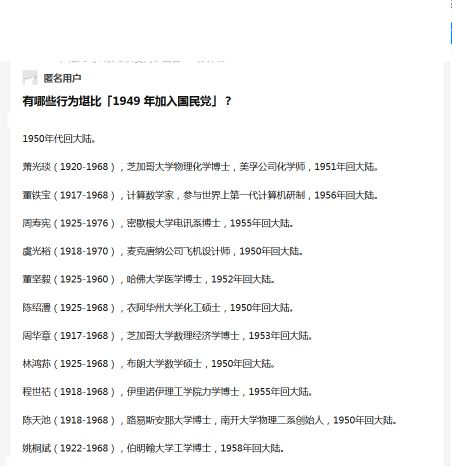 匿名用户
有哪些行为堪比「1949 年加入国民党」?
1950年代回大陆。
萧光琰(1920-1968),芝加哥大学物理化学博士,美孚公司化学师,1951年回大陆。
董铁宝(1917-1968),计算数学家,参与世界上第一代计算机研制,1956年回大陆。
周寿宪(1925-1976),密歇根大学电讯系博士,1955年回大陆。
虞光裕(1918-1970),麦克唐纳公司飞机设计师,1950年回大陆。
董坚毅(1925-1960),哈佛大学医学博士,1952年回大陆。
陈绍澧(1925-1968),衣阿华州大学化工硕士,1950年回大陆。
周华章(1917-1968),芝加哥大学数理经济学博士,1953年回大陆。
林鸿荪(1925-1968),布朗大学数学硕士,1950年回大陆。
程世祜(1918-1968),伊里诺伊理工学院力学博士,1955年回大陆。
陈天池(1918-1968),路易斯安那大学博士,南开大学物理二系创始人,1950年回大陆。
姚桐斌(1922-1968),伯明翰大学工学博士,1958年回大陆。